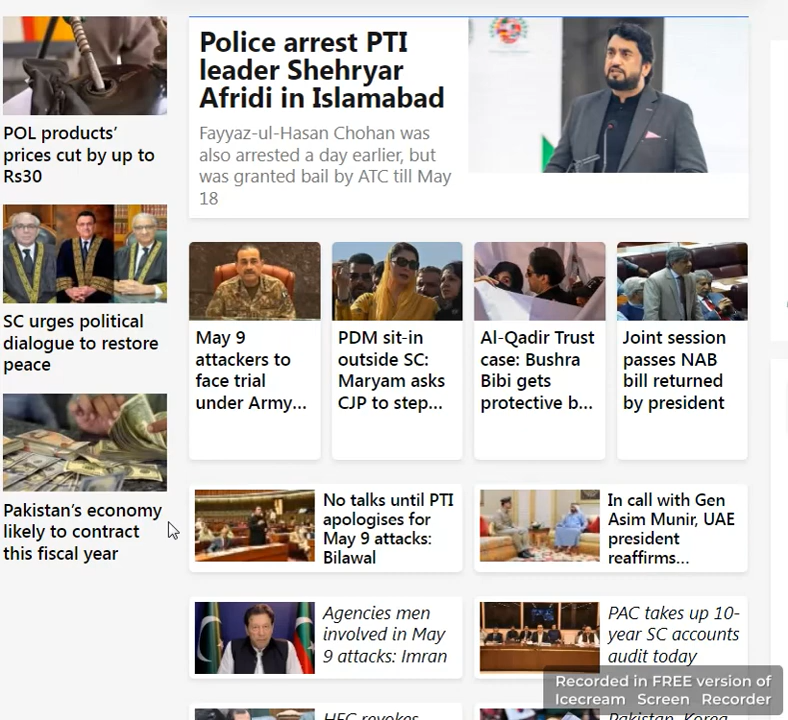 POL products'
prices cut by up to
Rs30
SC urges political
dialogue to restore
peace
Pakistan's economy
likely to contract
this fiscal year
Police arrest PTI
leader Shehryar
Afridi in Islamabad
Fayyaz-ul-Hasan Chohan was
also arrested a day earlier, but
was granted bail by ATC till May
18
May 9
attackers to
face trial
under Army...
PDM sit-in
outside SC:
Maryam asks
CJP to step...
Al-Qadir Trust
case: Bushra
Bibi gets
protective b...
Joint session
passes NAB
bill returned
by president
No talks until PTI
apologises for
May 9 attacks:
Bilawal
In call with Gen
Asim Munir, UAE
president
reaffirms...
Agencies men
involved in May
9 attacks: Imran
PAC takes up 10-
year SC accounts
audit today
HEC revokes
Pakistan, Korea
Recorded in FREE version of
Icecream Screen Recorder